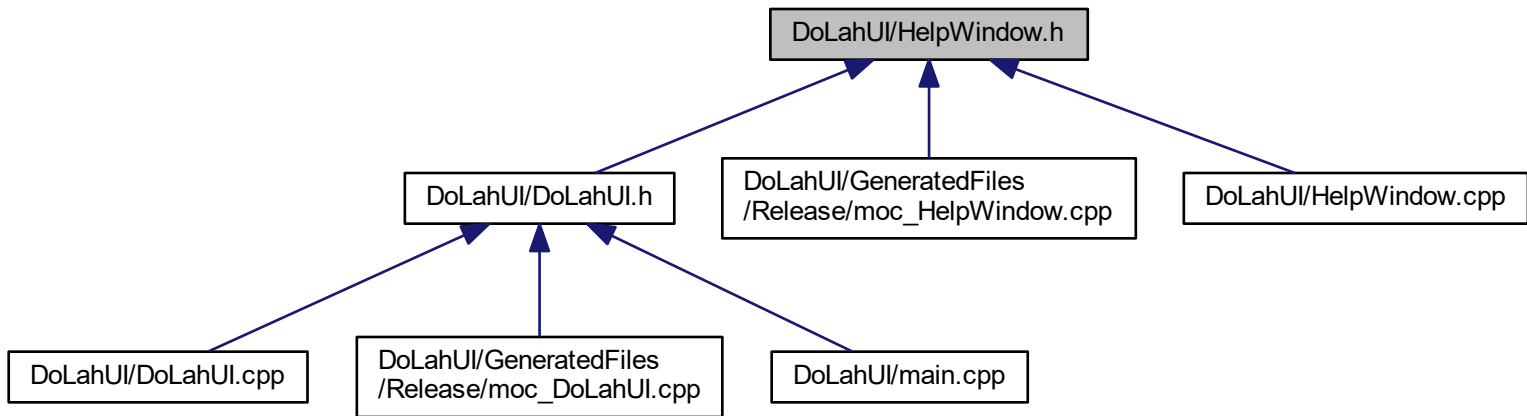 DoLahUI/HelpWindow.h
DoLahUI/DoLahUI.h
DoLahUI/GeneratedFiles
/Release/moc_HelpWindow.cpp
DoLahUI/HelpWindow.cpp
DoLahUI/DoLahUI.cpp
DoLahUI/GeneratedFiles
/Release/moc_DoLahUI.cpp
DoLahUI/main.cpp